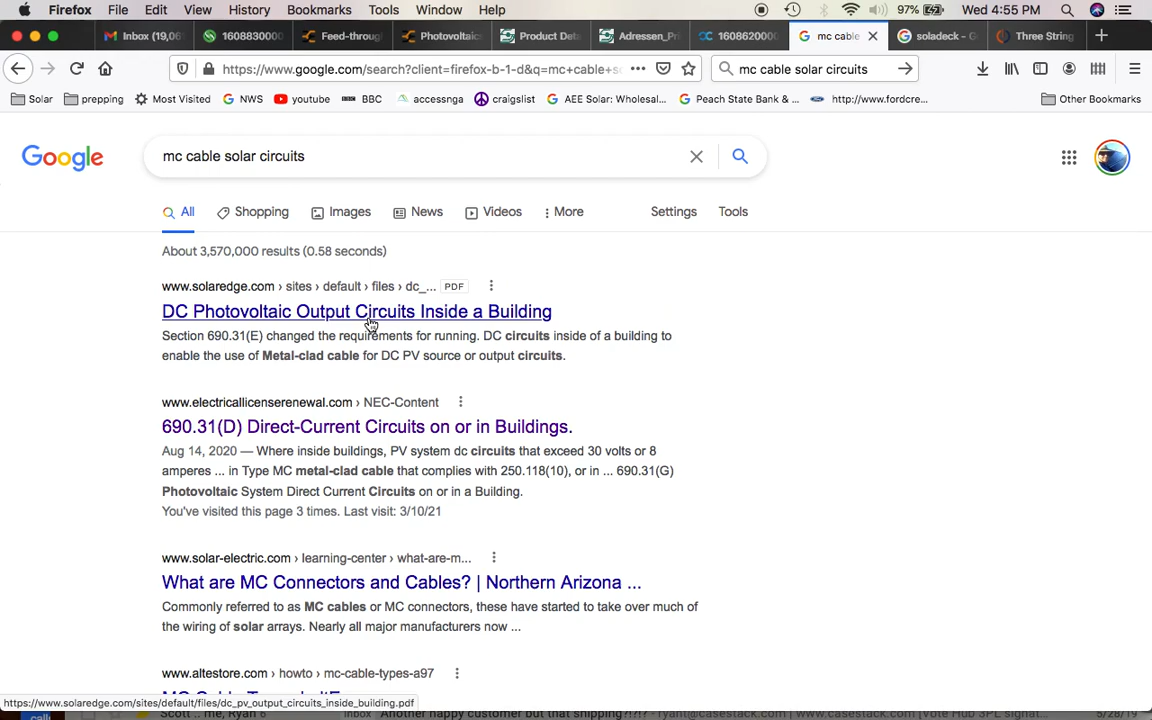 Firefox File Edit View History Bookmarks Tools Window Help 97% Wed 4:55 PM
Inbox (19,06 1608830000 Feed-throug Photovoltaic Product Deta Adressen_Pr 1608620000 mc cable soladeck - G Three String
https://www.google.com/search?client=firefox-b-1-d&q=mc+cable+s mc cable solar circuits
Solar prepping Most Visited NWS youtube BBC accessnga craigslist AEE Solar: Wholesal... Peach State Bank &... http://www.fordcre... Other Bookmarks
Google mc cable solar circuits
All Shopping Images News Videos More Settings Tools
About 3,570,000 results (0.58 seconds)
www.solaredge.com › sites › default › files › dc_... PDF
DC Photovoltaic Output Circuits Inside a Building
Section 690.31(E) changed the requirements for running. DC circuits inside of a building to
enable the use of Metal-clad cable for DC PV source or output circuits.
www.electricallicenserenewal.com › NEC-Content
690.31(D) Direct-Current Circuits on or in Buildings.
Aug 14, 2020 — Where inside buildings, PV system dc circuits that exceed 30 volts or 8
amperes ... in Type MC metal-clad cable that complies with 250.118(10), or in ... 690.31(G)
Photovoltaic System Direct Current Circuits on or in a Building.
You've visited this page 3 times. Last visit: 3/10/21
www.solar-electric.com › learning-center › what-are-m...
What are MC Connectors and Cables? | Northern Arizona ...
Commonly referred to as MC cables or MC connectors, these have started to take over much of
the wiring of solar arrays. Nearly all major manufacturers now ...
www.altestore.com › howto › mc-cable-types-a97
https://www.solaredge.com/sites/default/files/dc_pv_output_circuits_inside_building.pdf